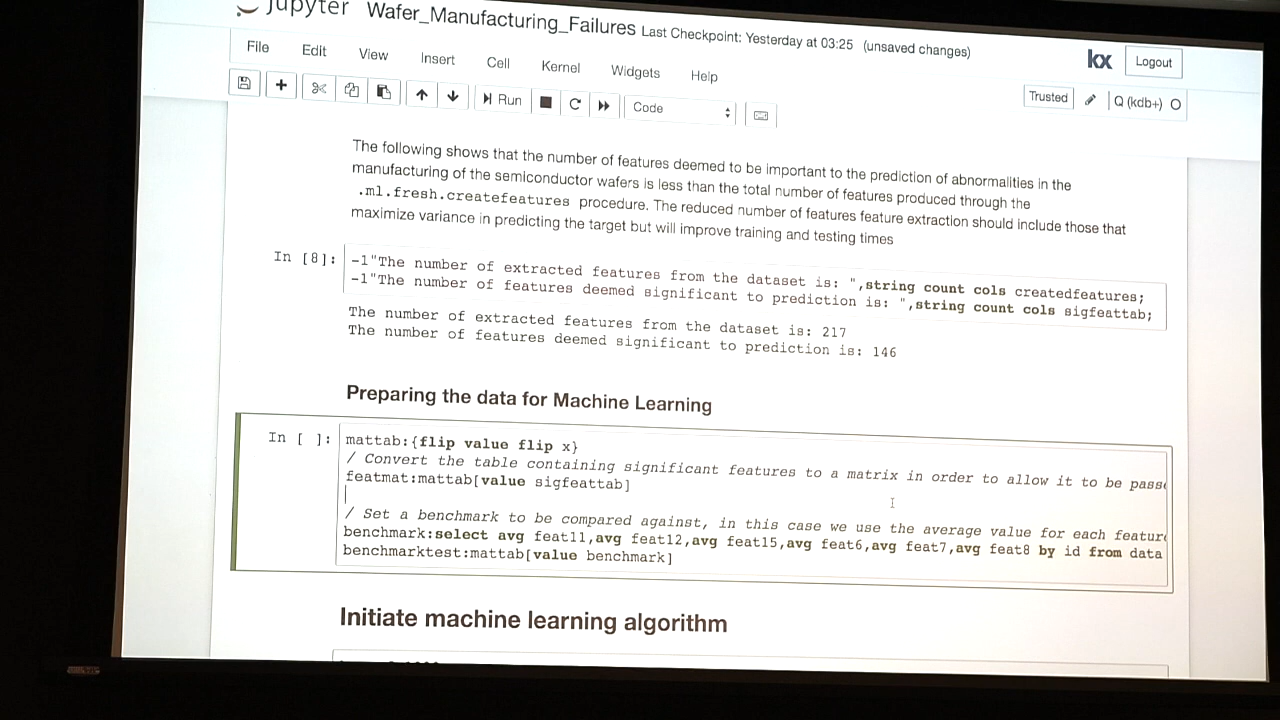 Jupyter Wafer_Manufacturing_Failures Last Checkpoint: Yesterday at 03:25 (unsaved changes)
kx Logout
File Edit View Insert Cell Kernel Widgets Help
Run Code
Trusted Q (kdb+)
The following shows that the number of features deemed to be important to the prediction of abnormalities in the
manufacturing of the semiconductor wafers is less than the total number of features produced through the
.ml.fresh.createfeatures procedure. The reduced number of features feature extraction should include those that
maximize variance in predicting the target but will improve training and testing times
In [8]: -1"The number of extracted features from the dataset is: ",string count cols createdfeatures;
-1"The number of features deemed significant to prediction is: ",string count cols sigfeattab;
The number of extracted features from the dataset is: 217
The number of features deemed significant to prediction is: 146
Preparing the data for Machine Learning
In [ ]: mattab:{flip value flip x}
/ Convert the table containing significant features to a matrix in order to allow it to be passe
featmat:mattab[value sigfeattab]
/ Set a benchmark to be compared against, in this case we use the average value for each feature
benchmark:select avg feat11,avg feat12,avg feat15,avg feat6,avg feat7,avg feat8 by id from data
benchmarktest:mattab[value benchmark]
Initiate machine learning algorithm